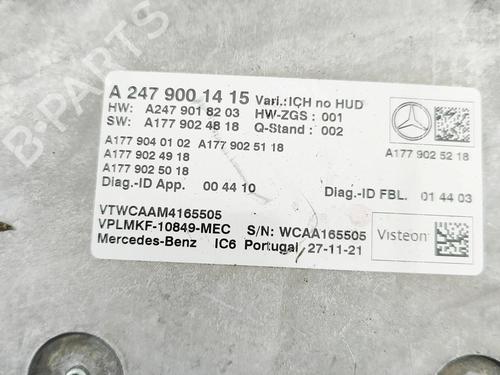 A 247 900 14 15 Vari.:ICH no HUD
HW: A247 901 82 03 HW-ZGS : 001
SW: A177 902 48 18 Q-Stand : 002
A177 904 01 02 A177 902 51 18
A177 902 49 18
A177 902 50 18
A177 902 52 18
Diag.-ID App. 00 44 10 Diag.-ID FBL. 01 44 03
VTWCAAM4165505
VPLMKF-10849-MEC S/N: WCAA165505
Mercedes-Benz IC6 Portugal 27-11-21
Visteon